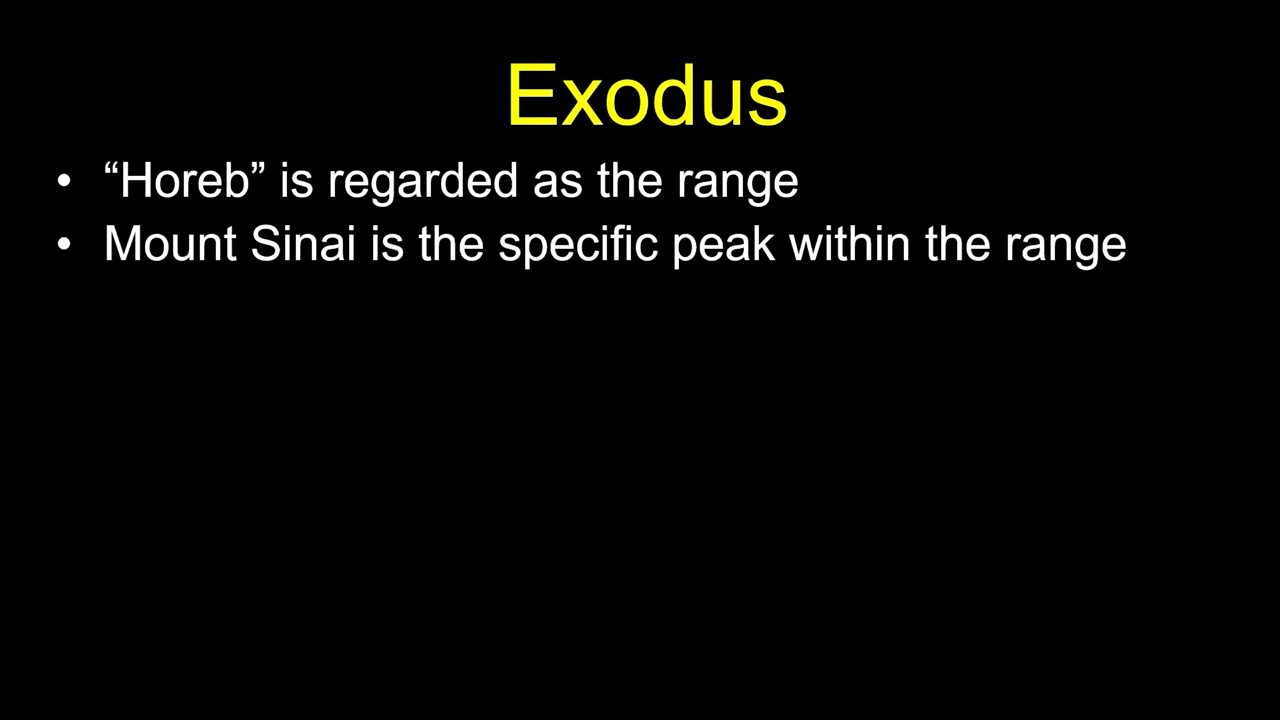 Exodus
• “Horeb” is regarded as the range
• Mount Sinai is the specific peak within the range